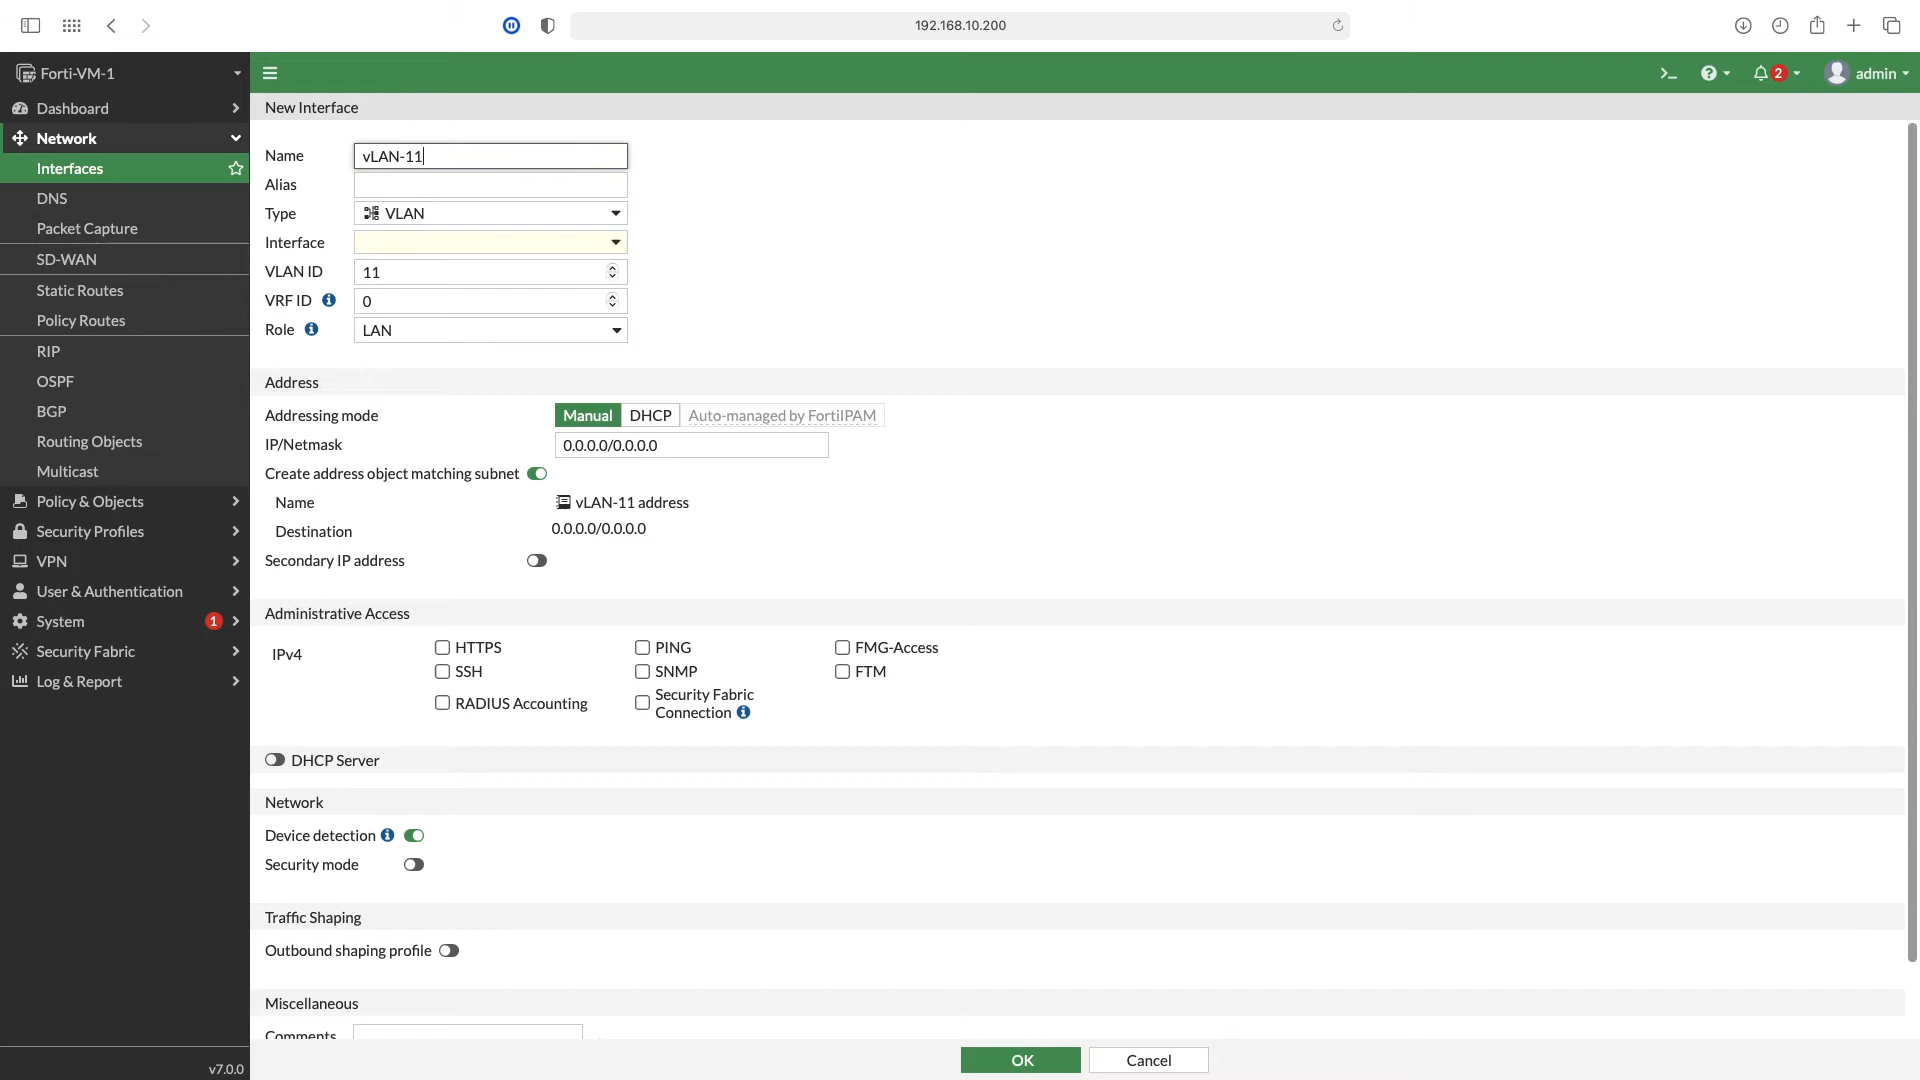 192.168.10.200
Forti-VM-1
2
admin
Dashboard
Network
Interfaces
DNS
Packet Capture
SD-WAN
Static Routes
Policy Routes
RIP
OSPF
BGP
Routing Objects
Multicast
Policy & Objects
Security Profiles
VPN
User & Authentication
System 1
Security Fabric
Log & Report
v7.0.0
New Interface
Name vLAN-11
Alias
Type VLAN
Interface
VLAN ID 11
VRF ID 0
Role LAN
Address
Addressing mode Manual DHCP Auto-managed by FortiIPAM
IP/Netmask 0.0.0.0/0.0.0.0
Create address object matching subnet
Name vLAN-11 address
Destination 0.0.0.0/0.0.0.0
Secondary IP address
Administrative Access
IPv4 HTTPS PING FMG-Access
SSH SNMP FTM
RADIUS Accounting Security Fabric
Connection
DHCP Server
Network
Device detection
Security mode
Traffic Shaping
Outbound shaping profile
Miscellaneous
Comments
OK Cancel